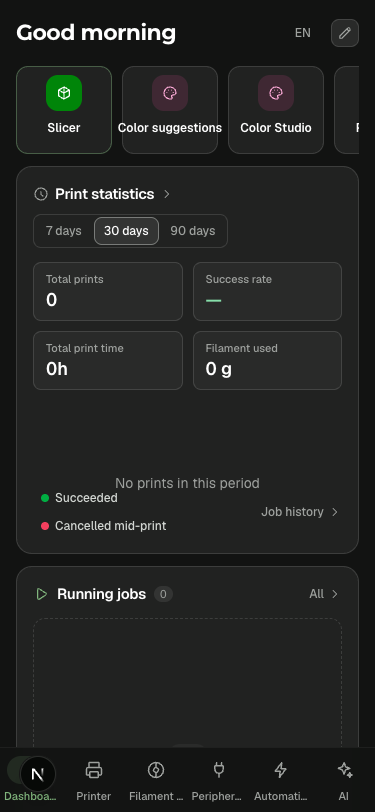 Good morning
EN
Slicer
Color suggestions
Color Studio
Print statistics
7 days
30 days
90 days
Total prints
0
Success rate
—
Total print time
0h
Filament used
0 g
No prints in this period
Succeeded
Cancelled mid-print
Job history
Running jobs
0
All
Dashboa...
N
Printer
Filament ...
Peripher...
Automati...
AI